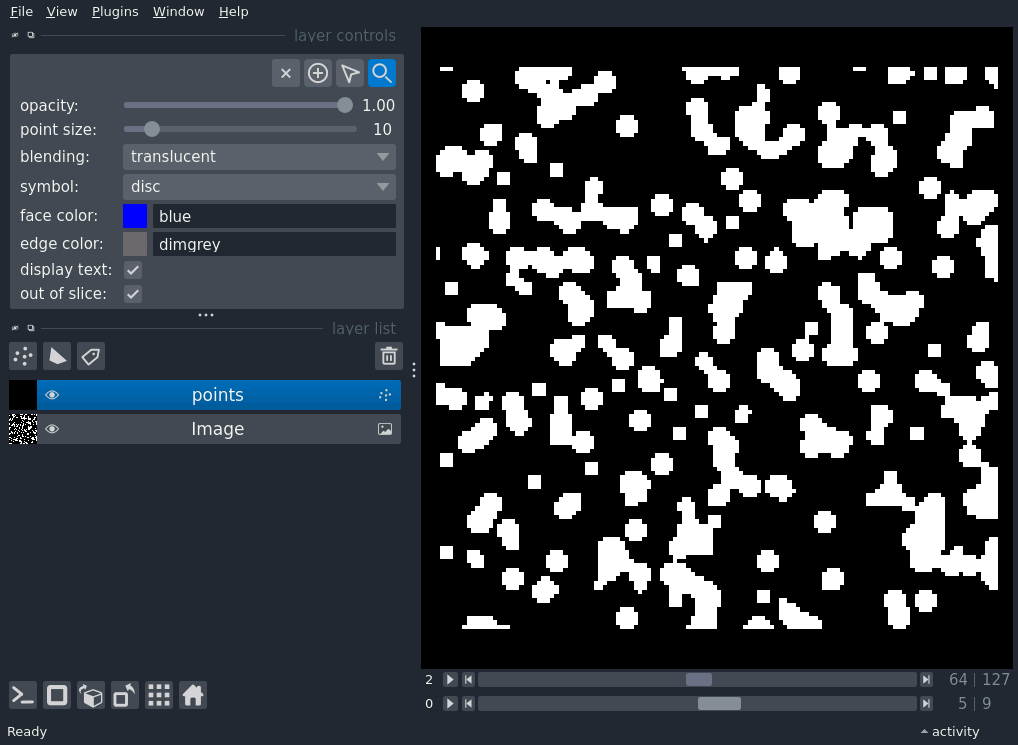 File View Plugins Window Help
layer controls
opacity: 1.00
point size: 10
blending: translucent
symbol: disc
face color: blue
edge color: dimgrey
display text:
out of slice:
layer list
points
Image
2 64 | 127
0 5 | 9
Ready activity